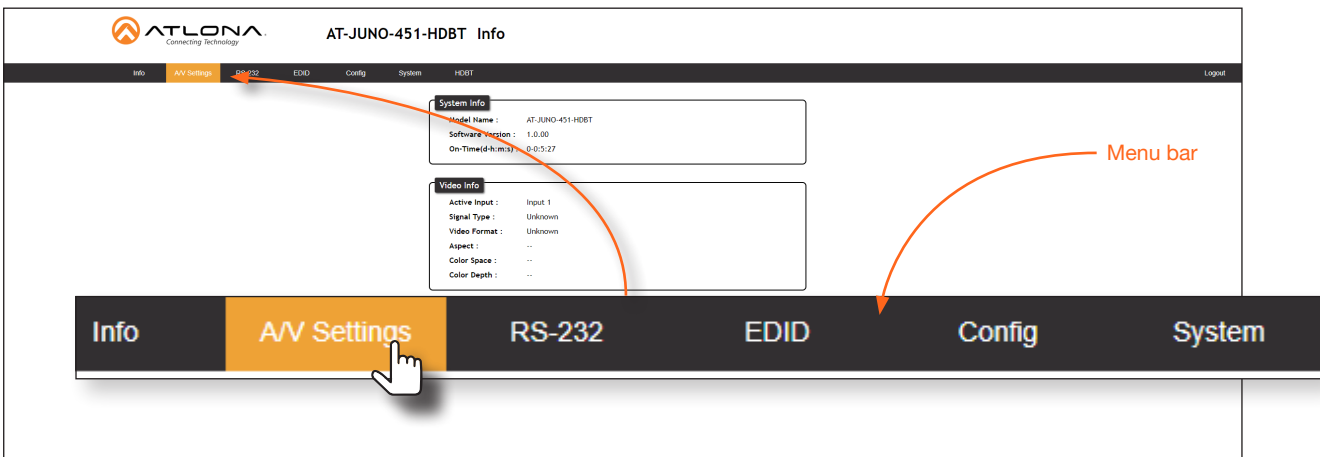 ATLONA.
Connecting Technology
AT-JUNO-451-HDBT Info
Info A/V Settings RS-232 EDID Config System HDBT Logout
System Info
Model Name : AT-JUNO-451-HDBT
Software Version : 1.0.00
On-Time(d-h:m:s) : 0-0:5:27
Menu bar
Video Info
Active Input : Input 1
Signal Type : Unknown
Video Format : Unknown
Aspect : --
Color Space : --
Color Depth : --
Info A/V Settings RS-232 EDID Config System